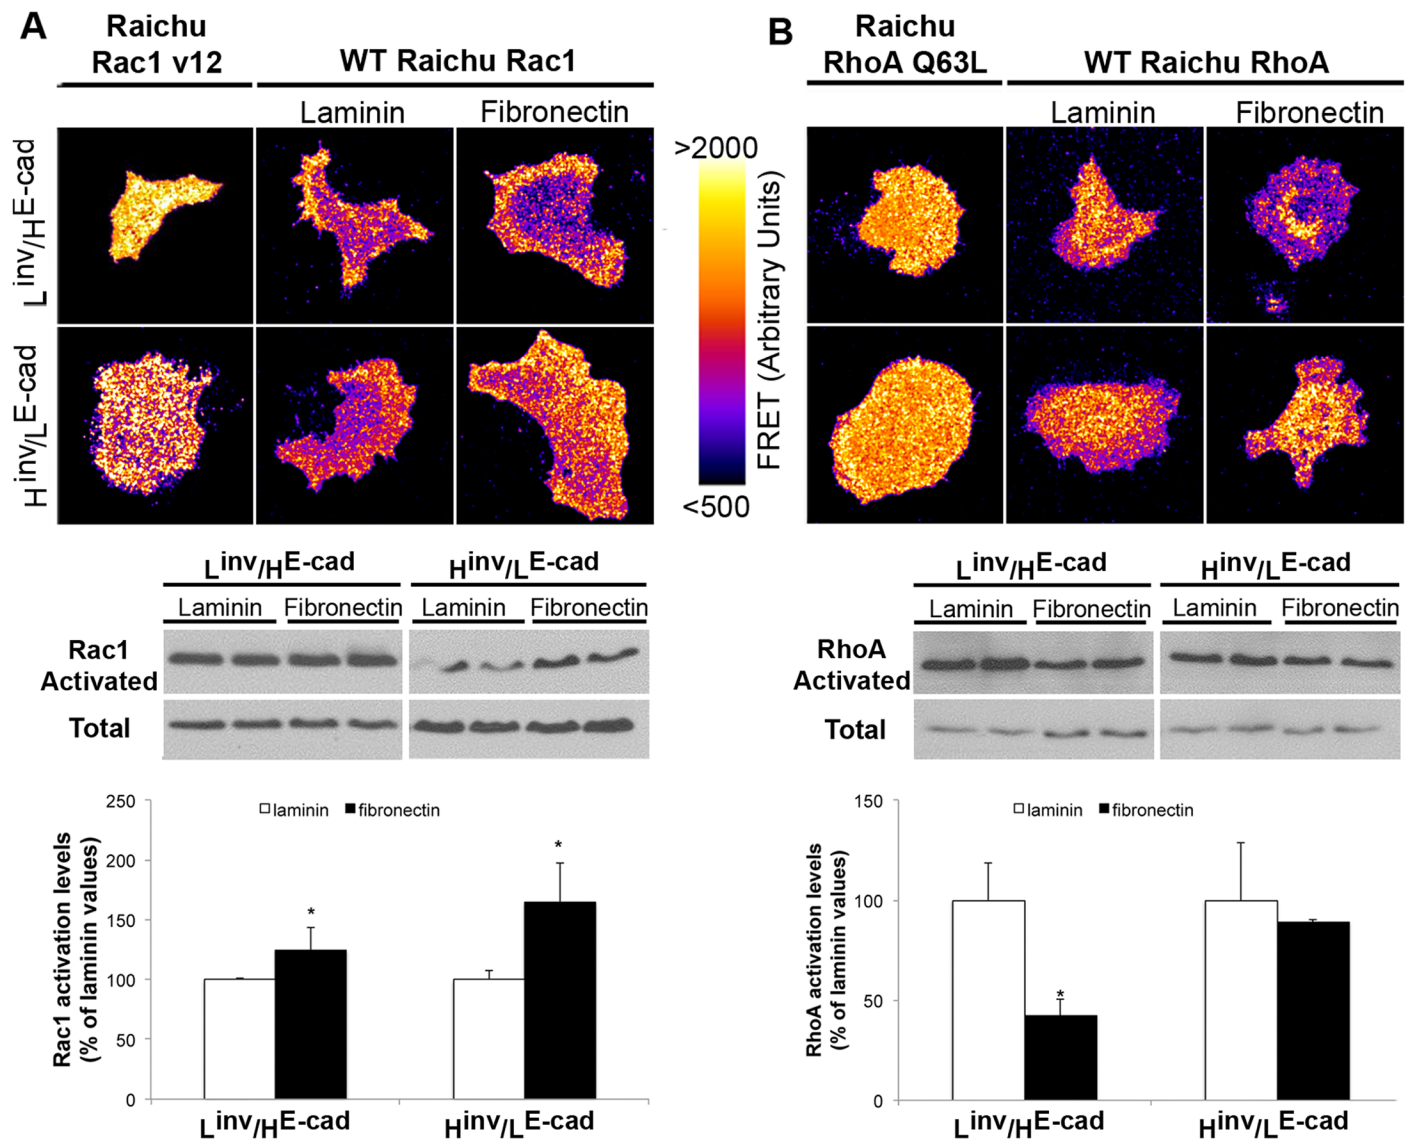 A
Raichu
Rac1 v12
WT Raichu Rac1
Laminin
Fibronectin
Linv/HE-cad
Hinv/LE-cad
>2000
FRET (Arbitrary Units)
<500
Linv/HE-cad
Hinv/LE-cad
Laminin
Fibronectin
Laminin
Fibronectin
Rac1
Activated
Total
250
200
150
100
50
0
Rac1 activation levels
(% of laminin values)
laminin
fibronectin
*
*
Linv/HE-cad
Hinv/LE-cad
B
Raichu
RhoA Q63L
WT Raichu RhoA
Laminin
Fibronectin
Linv/HE-cad
Hinv/LE-cad
Laminin
Fibronectin
Laminin
Fibronectin
RhoA
Activated
Total
150
100
50
0
RhoA activation levels
(% of laminin values)
laminin
fibronectin
*
Linv/HE-cad
Hinv/LE-cad